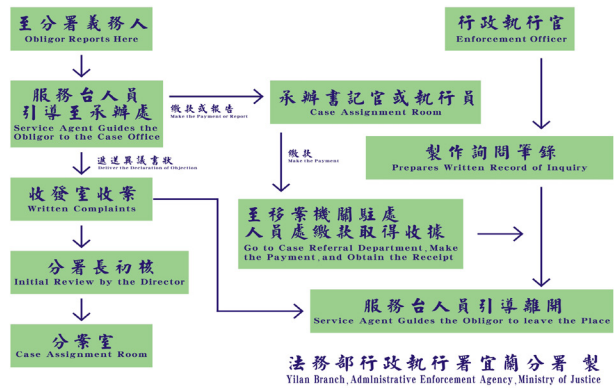 至分署義務人
Obligor Reports Here
行政執行官
Enforcement Officer
服務台人員
引導至承辦處
Service Agent Guides the
Obligor to the Case Office
繳款或報告
Make the Payment or Report
承辦書記官或執行員
Case Assignment Room
繳款
Make the Payment
製作詢問筆錄
Prepares Written Record of Inquiry
遞送異議書狀
Deliver the Declaration of Objection
收發室收案
Written Complaints
至移案機關駐處
人員處繳款取得收據
Go to Case Referral Department, Make
the Payment, and Obtain the Receipt
分署長初核
Initial Review by the Director
服務台人員引導離開
Service Agent Guides the Obligor to leave the Place
分案室
Case Assignment Room
法務部行政執行署宜蘭分署 製
Yilan Branch, Administrative Enforcement Agency, Ministry of Justice